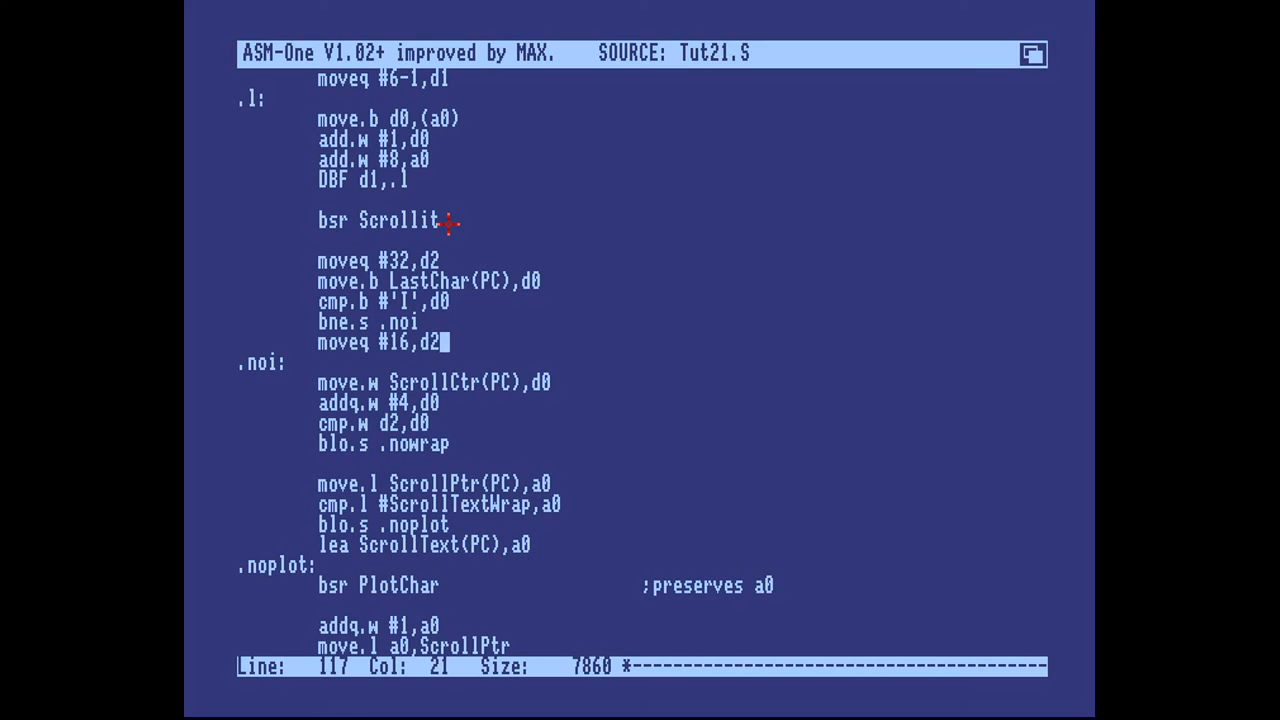 ASM-One V1.02+ improved by MAX.    SOURCE: Tut21.S
        moveq #6-1,d1
.l:
        move.b d0,(a0)
        add.w #1,d0
        add.w #8,a0
        DBF d1,.l
        bsr Scrollit
        moveq #32,d2
        move.b LastChar(PC),d0
        cmp.b #'I',d0
        bne.s .noi
        moveq #16,d2
.noi:
        move.w ScrollCtr(PC),d0
        addq.w #4,d0
        cmp.w d2,d0
        blo.s .nowrap
        move.l ScrollPtr(PC),a0
        cmp.l #ScrollTextWrap,a0
        blo.s .noplot
        lea ScrollText(PC),a0
.noplot:
        bsr PlotChar                    ;preserves a0
        addq.w #1,a0
        move.l a0,ScrollPtr
Line:   117  Col:  21   Size:    7860 *-----------------------------------------